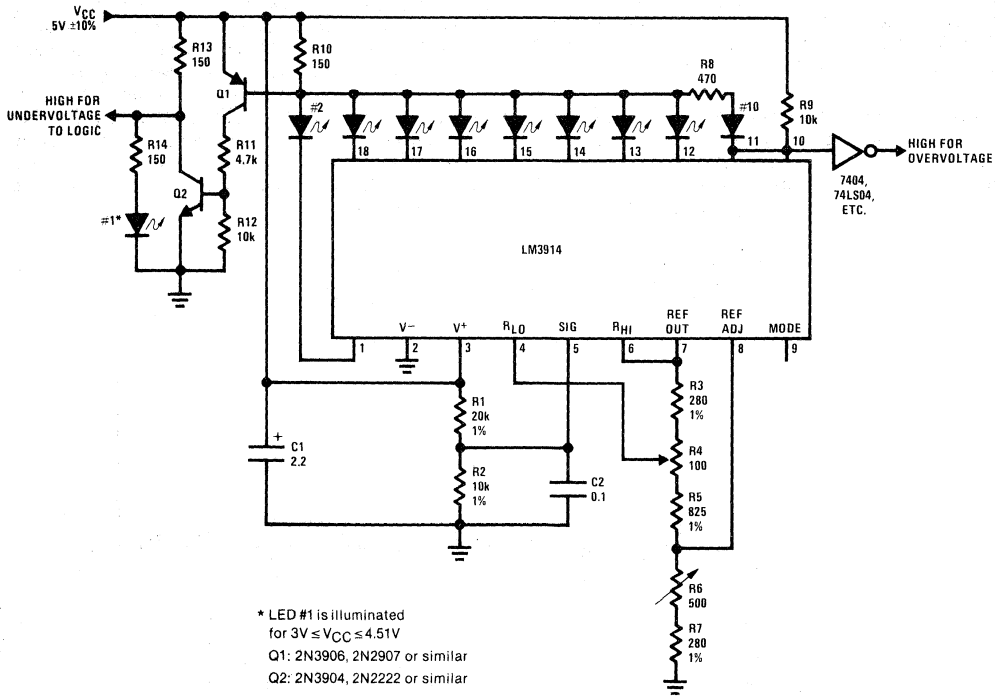 VCC
5V ±10%
R13
150
R10
150
R8
470
#2
#10
R9
10k
Q1
HIGH FOR
UNDERVOLTAGE
TO LOGIC
R14
150
R11
4.7k
18
17
16
15
14
13
12
11
10
HIGH FOR
OVERVOLTAGE
7404,
74LS04,
ETC.
Q2
#1*
R12
10k
LM3914
V−
V+
RLO
SIG
RHI
REF
OUT
REF
ADJ
MODE
1
2
3
4
5
6
7
8
9
R1
20k
1%
R3
280
1%
+
C1
2.2
R2
10k
1%
C2
0.1
R4
100
R5
825
1%
R6
500
R7
280
1%
* LED #1 is illuminated
for 3V ≤ VCC ≤ 4.51V
Q1: 2N3906, 2N2907 or similar
Q2: 2N3904, 2N2222 or similar